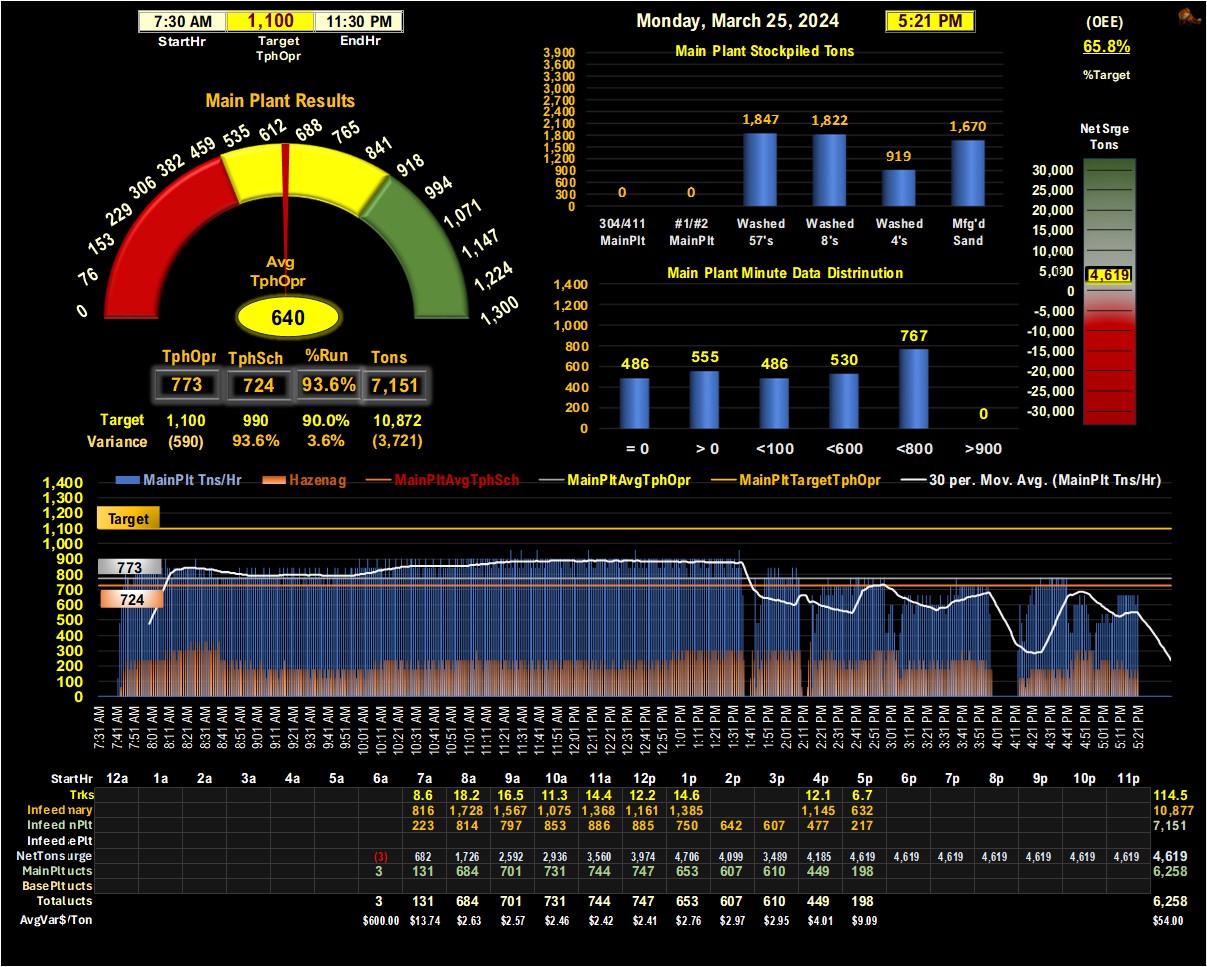 7:30 AM 1,100 11:30 PM
StartHr Target TphOpr EndHr
Monday, March 25, 2024 5:21 PM
(OEE)
65.8%
%Target
Main Plant Results
0 76 153 229 306 382 459 535 612 688 765 841 918 994 1,071 1,147 1,224 1,300
Avg
TphOpr
640
TphOpr TphSch %Run Tons
773 724 93.6% 7,151
Target 1,100 990 90.0% 10,872
Variance (590) 93.6% 3.6% (3,721)
Main Plant Stockpiled Tons
3,900
3,600
3,300
3,000
2,700
2,400
2,100
1,800
1,500
1,200
900
600
300
0
0 0 1,847 1,822 919 1,670
304/411 #1/#2 Washed Washed Washed Mfg'd
MainPlt MainPlt 57's 8's 4's Sand
Main Plant Minute Data Distrinution
1,400
1,200
1,000
800
600
400
200
0
486 555 486 530 767 0
= 0 > 0 <100 <600 <800 >900
Net Srge
Tons
30,000
25,000
20,000
15,000
10,000
5,000
4,619
0
-5,000
-10,000
-15,000
-20,000
-25,000
-30,000
MainPlt Tns/Hr Hazenag MainPltAvgTphSch MainPltAvgTphOpr MainPltTargetTphOpr 30 per. Mov. Avg. (MainPlt Tns/Hr)
1,400
1,300
1,200
1,100
1,000
900
800
700
600
500
400
300
200
100
0
Target
773
724
7:31 AM 7:41 AM 7:51 AM 8:01 AM 8:11 AM 8:21 AM 8:31 AM 8:41 AM 8:51 AM 9:01 AM 9:11 AM 9:21 AM 9:31 AM 9:41 AM 9:51 AM 10:01 AM 10:11 AM 10:21 AM 10:31 AM 10:41 AM 10:51 AM 11:01 AM 11:11 AM 11:21 AM 11:31 AM 11:41 AM 11:51 AM 12:01 PM 12:11 PM 12:21 PM 12:31 PM 12:41 PM 12:51 PM 1:01 PM 1:11 PM 1:21 PM 1:31 PM 1:41 PM 1:51 PM 2:01 PM 2:11 PM 2:21 PM 2:31 PM 2:41 PM 2:51 PM 3:01 PM 3:11 PM 3:21 PM 3:31 PM 3:41 PM 3:51 PM 4:01 PM 4:11 PM 4:21 PM 4:31 PM 4:41 PM 4:51 PM 5:01 PM 5:11 PM 5:21 PM
StartHr 12a 1a 2a 3a 4a 5a 6a 7a 8a 9a 10a 11a 12p 1p 2p 3p 4p 5p 6p 7p 8p 9p 10p 11p
Trks 8.6 18.2 16.5 11.3 14.4 12.2 14.6 12.1 6.7 114.5
Infeed nary 816 1,728 1,567 1,075 1,368 1,161 1,385 1,145 632 10,877
Infeed nPlt 223 814 797 853 886 885 750 642 607 477 217 7,151
Infeed ePlt
NetTons urge (3) 682 1,726 2,592 2,936 3,560 3,974 4,706 4,099 3,489 4,185 4,619 4,619 4,619 4,619 4,619 4,619 4,619 4,619
MainPlt ucts 3 131 684 701 731 744 747 653 607 610 449 198 6,258
BasePlt ucts
Total ucts 3 131 684 701 731 744 747 653 607 610 449 198 6,258
AvgVar$/Ton $600.00 $13.74 $2.63 $2.57 $2.46 $2.42 $2.41 $2.76 $2.97 $2.95 $4.01 $9.09 $54.00